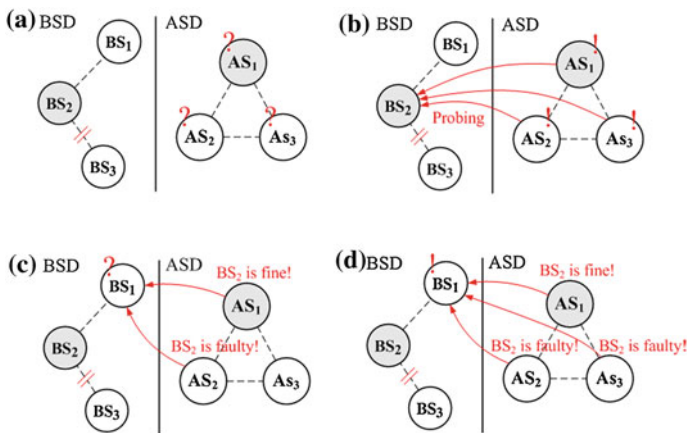 (a) BSD ASD
BS1
?
AS1
BS2
?
AS2
?
As3
BS3
(b) BSD ASD
BS1
!
AS1
BS2
Probing
!
AS2
!
As3
BS3
(c) BSD ASD
?
BS1
BS2 is fine!
AS1
BS2
BS2 is faulty!
AS2
As3
BS3
(d) BSD ASD
!
BS1
BS2 is fine!
AS1
BS2
BS2 is faulty!
BS2 is faulty!
AS2
As3
BS3